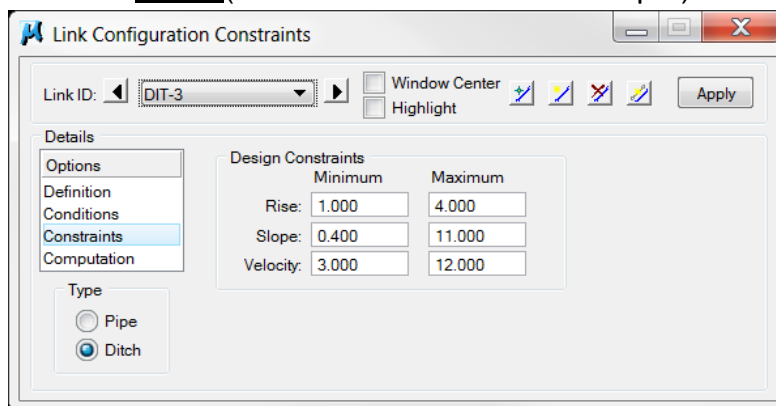 Link Configuration Constraints
Link ID: DIT-3 Window Center Apply
Highlight
Details
Options Design Constraints
Minimum Maximum
Definition
Conditions Rise: 1.000 4.000
Constraints Slope: 0.400 11.000
Computation Velocity: 3.000 12.000
Type
Pipe
Ditch